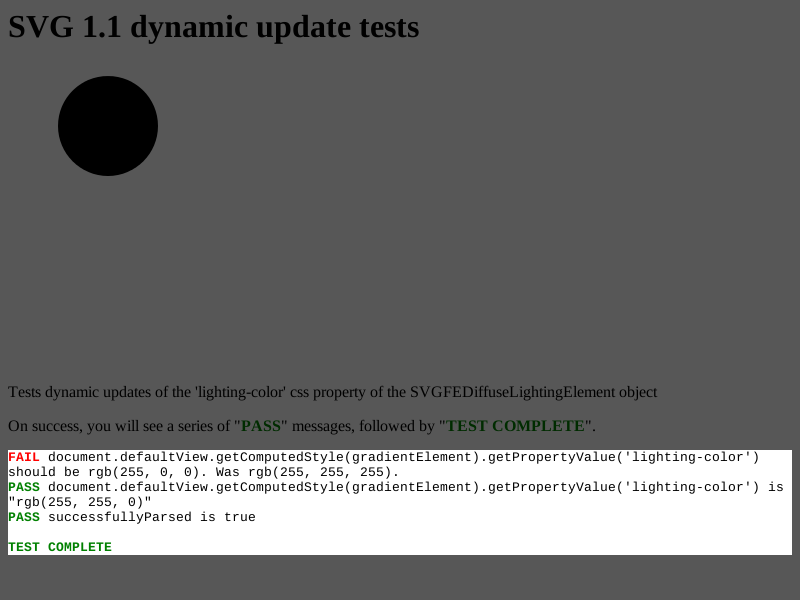 SVG 1.1 dynamic update tests
Tests dynamic updates of the 'lighting-color' css property of the SVGFEDiffuseLightingElement object
On success, you will see a series of "PASS" messages, followed by "TEST COMPLETE".
FAIL document.defaultView.getComputedStyle(gradientElement).getPropertyValue('lighting-color')
should be rgb(255, 0, 0). Was rgb(255, 255, 255).
PASS document.defaultView.getComputedStyle(gradientElement).getPropertyValue('lighting-color') is
"rgb(255, 255, 0)"
PASS successfullyParsed is true
TEST COMPLETE